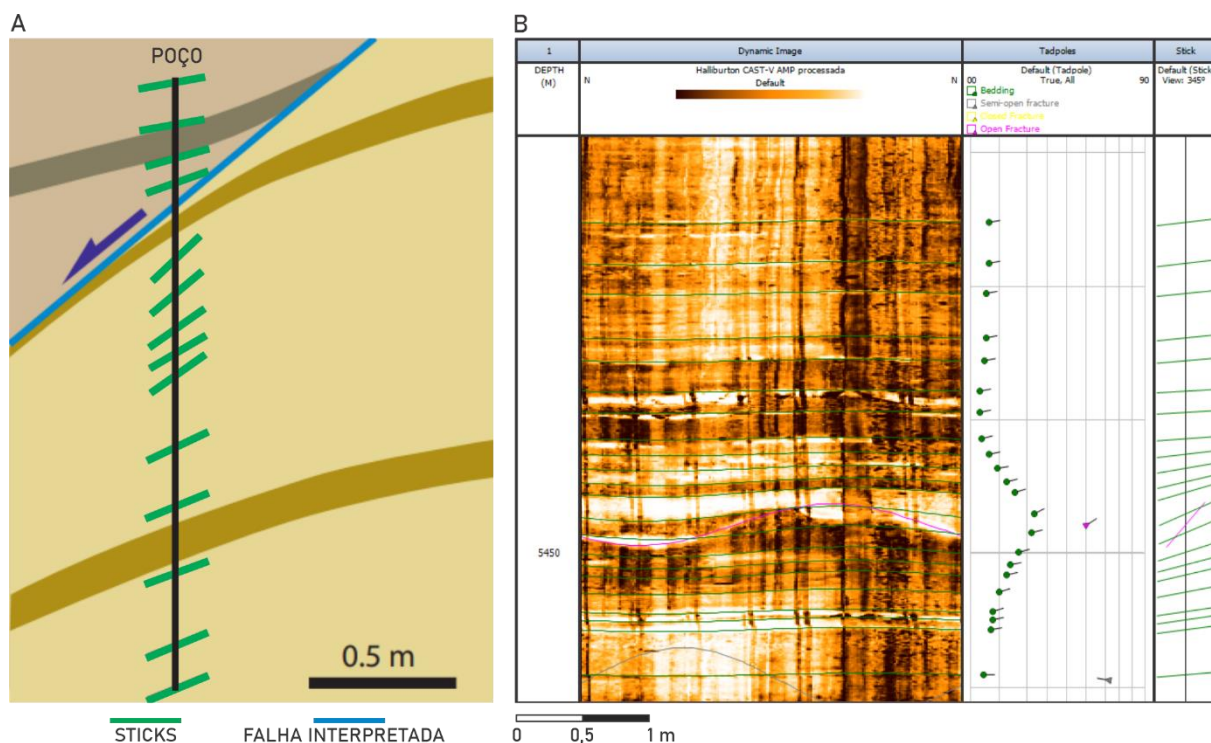 A
POÇO
0.5 m
STICKS
FALHA INTERPRETADA
B
1
Dynamic Image
Tadpoles
Stick
DEPTH
(M)
N
Halliburton CAST-V AMP processada
N
Default
Default (Tadpole)
00
True, All
90
Bedding
Semi-open fracture
Closed Fracture
Open Fracture
Default (Stick
View: 345º
5450
0
0,5
1 m